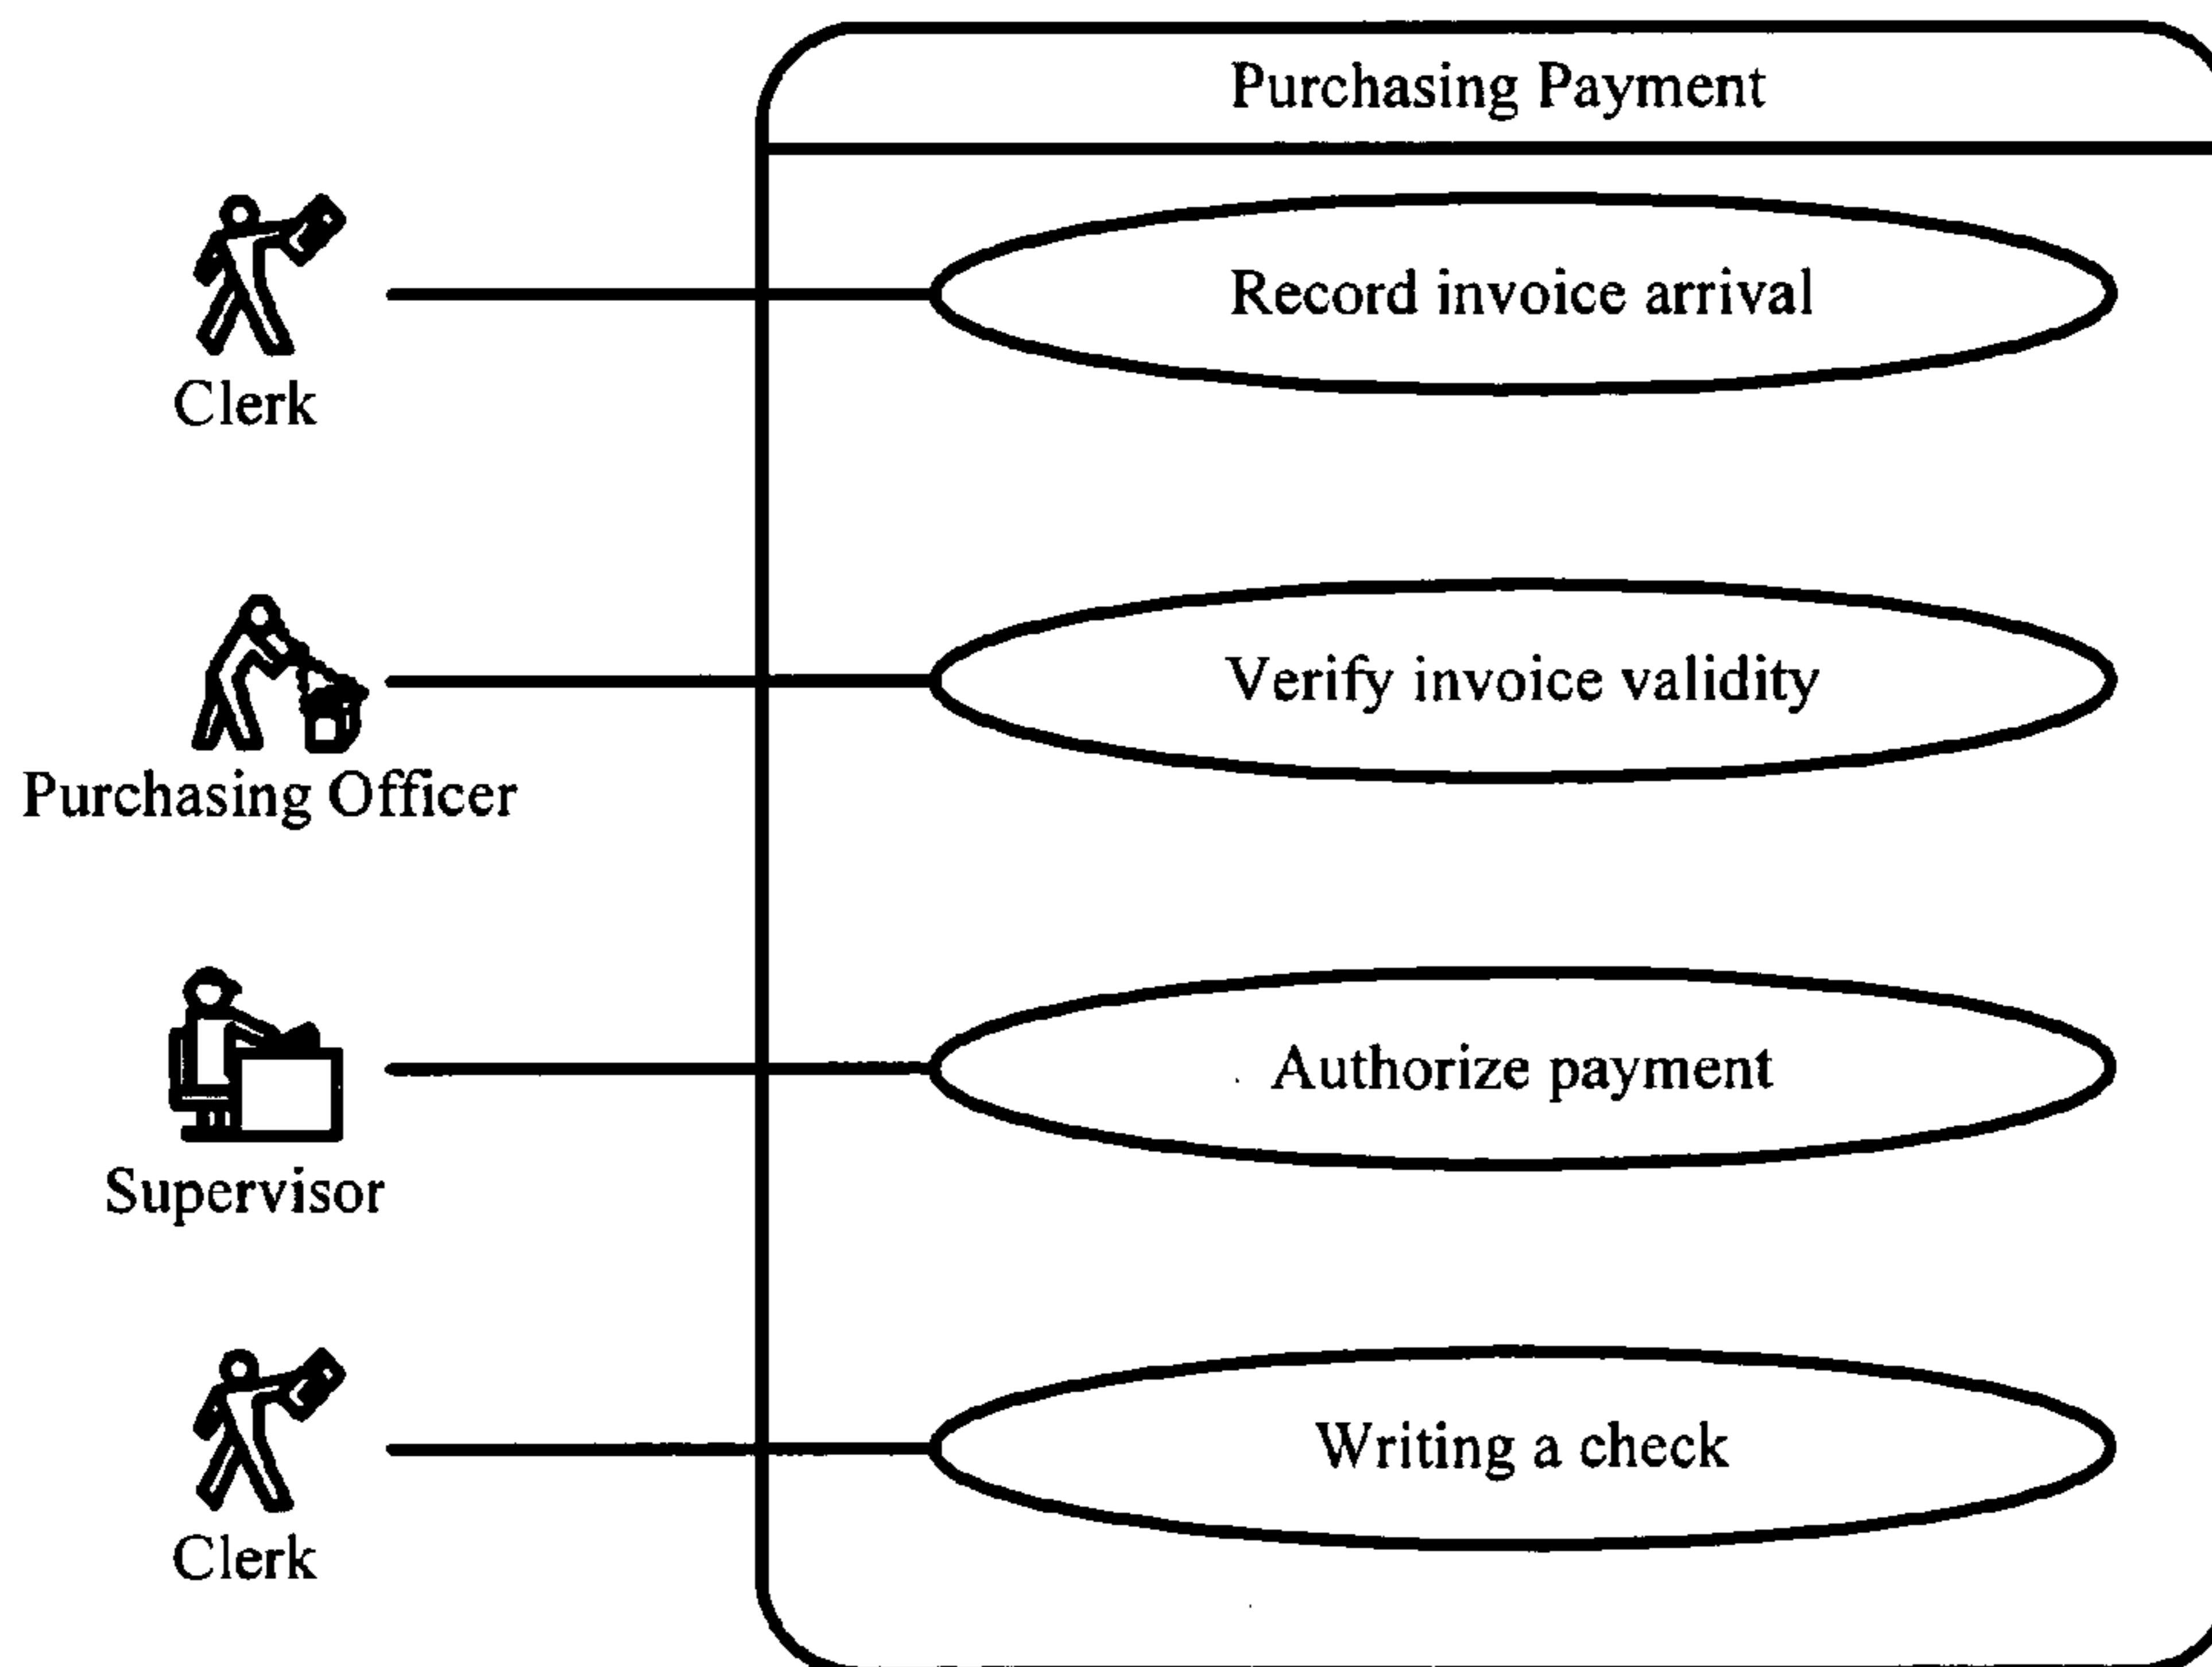 Purchasing Payment
Record invoice arrival
Clerk
Verify invoice validity
Purchasing Officer
Authorize payment
Supervisor
Writing a check
Clerk